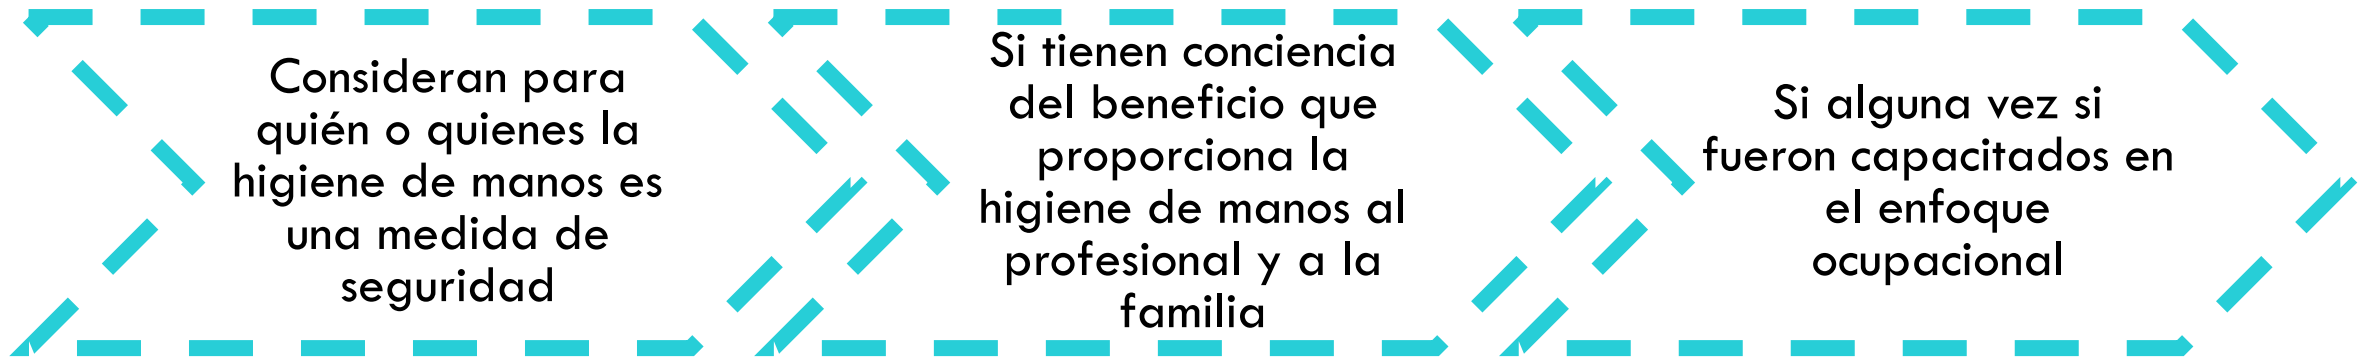 Consideran para
quién o quienes la
higiene de manos es
una medida de
seguridad
Si tienen conciencia
del beneficio que
proporciona la
higiene de manos al
profesional y a la
familia
Si alguna vez si
fueron capacitados en
el enfoque
ocupacional